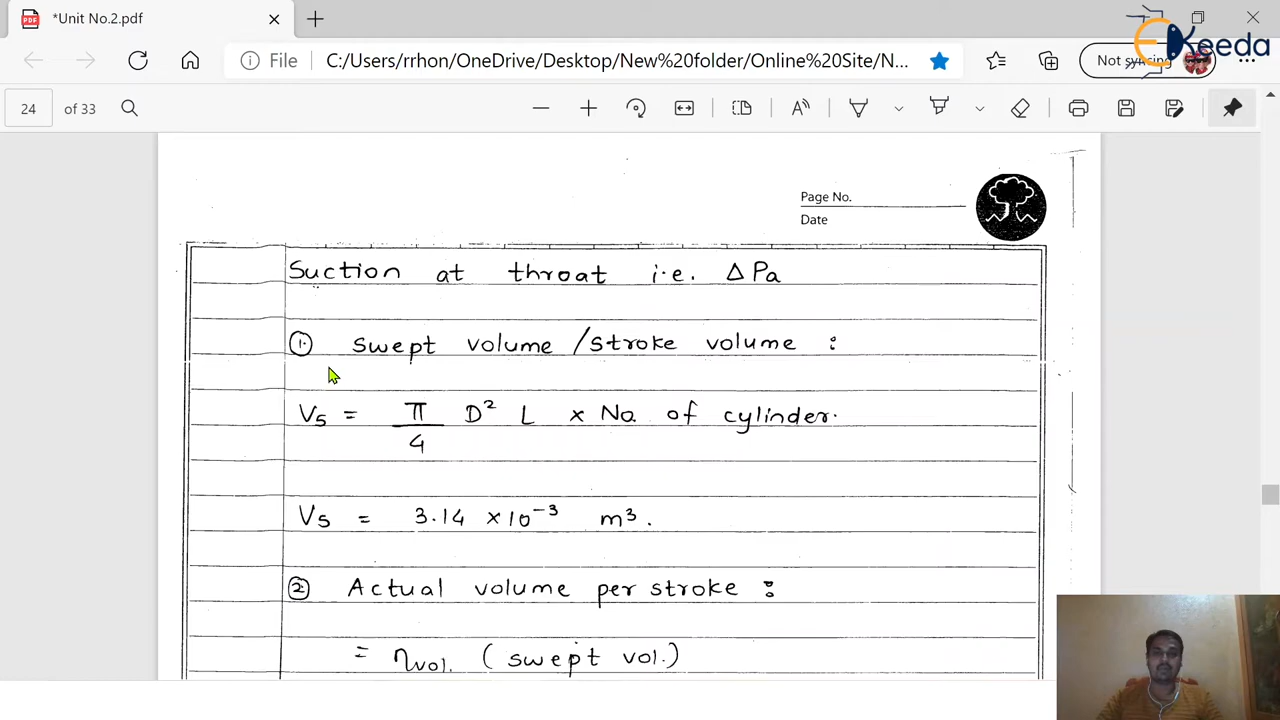 *Unit No.2.pdf
EKeeda
File
C:/Users/rrhon/OneDrive/Desktop/New%20folder/Online%20Site/N...
Not syncing
24 of 33
Page No.
Date
Suction at throat i.e. ΔPa
1. Swept volume /stroke volume :
Vs = π/4 D² L × No. of cylinder.
Vs = 3.14 ×10⁻³ m³.
2. Actual volume per stroke :
= ηvol. ( swept vol.)